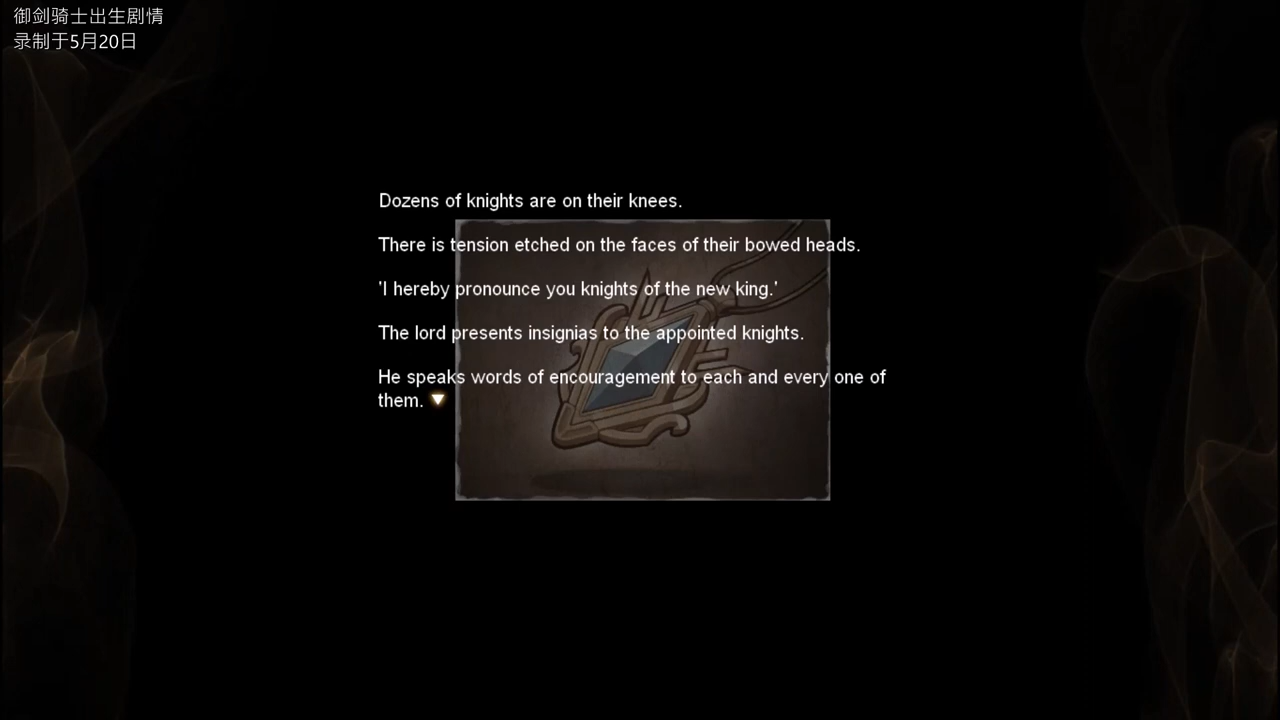 御剑骑士出生剧情
录制于5月20日
Dozens of knights are on their knees.
There is tension etched on the faces of their bowed heads.
'I hereby pronounce you knights of the new king.'
The lord presents insignias to the appointed knights.
He speaks words of encouragement to each and every one of
them.